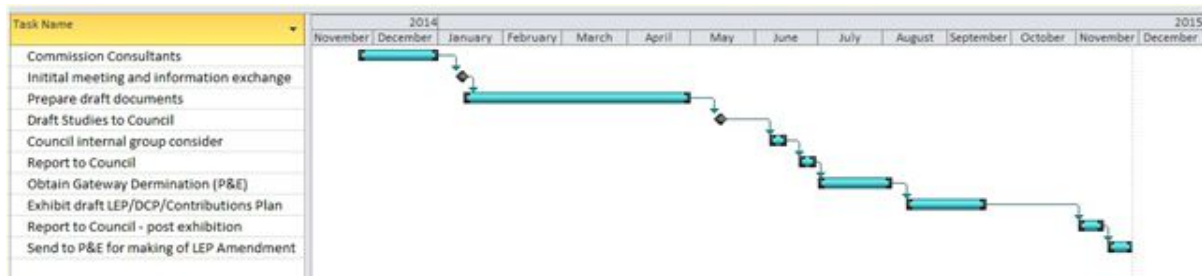 Task Name
2014
2015
November December January February March April May June July August September October November December
Commission Consultants
Initital meeting and information exchange
Prepare draft documents
Draft Studies to Council
Council internal group consider
Report to Council
Obtain Gateway Dermination (P&E)
Exhibit draft LEP/DCP/Contributions Plan
Report to Council - post exhibition
Send to P&E for making of LEP Amendment